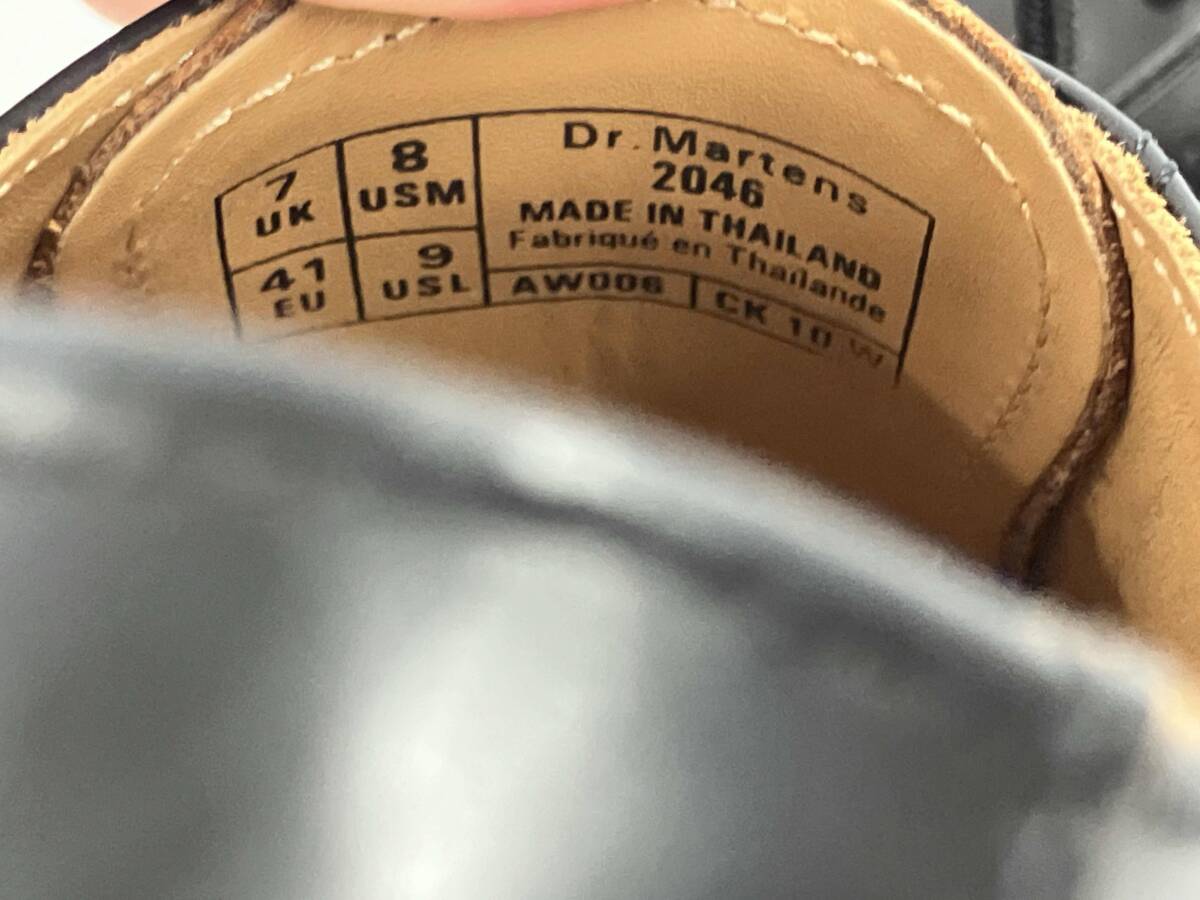 7
UK
8
USM
41
EU
9
USL
Dr. Martens
2046
MADE IN THAILAND
Fabriqué en Thaïlande
AW006
CK 10 W